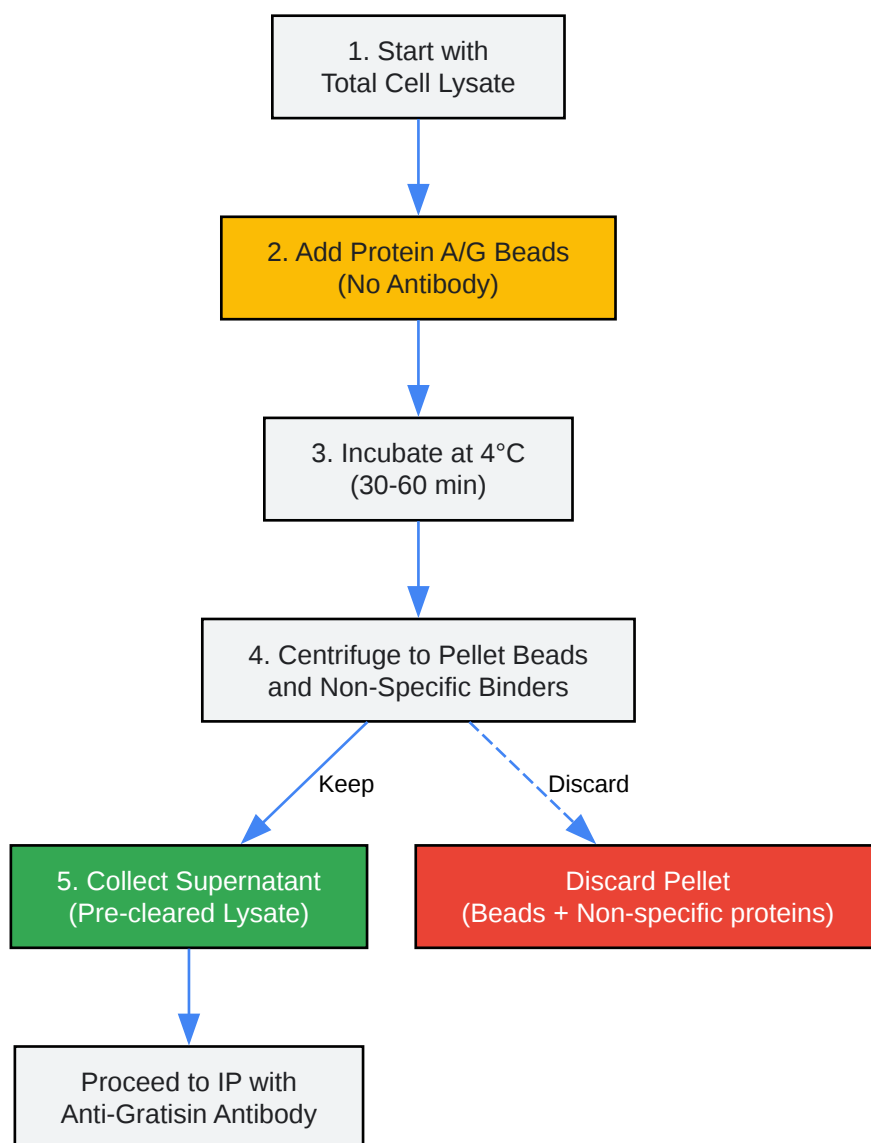 1. Start with
Total Cell Lysate
2. Add Protein A/G Beads
(No Antibody)
3. Incubate at 4°C
(30-60 min)
4. Centrifuge to Pellet Beads
and Non-Specific Binders
Keep
Discard
5. Collect Supernatant
(Pre-cleared Lysate)
Discard Pellet
(Beads + Non-specific proteins)
Proceed to IP with
Anti-Gratisin Antibody